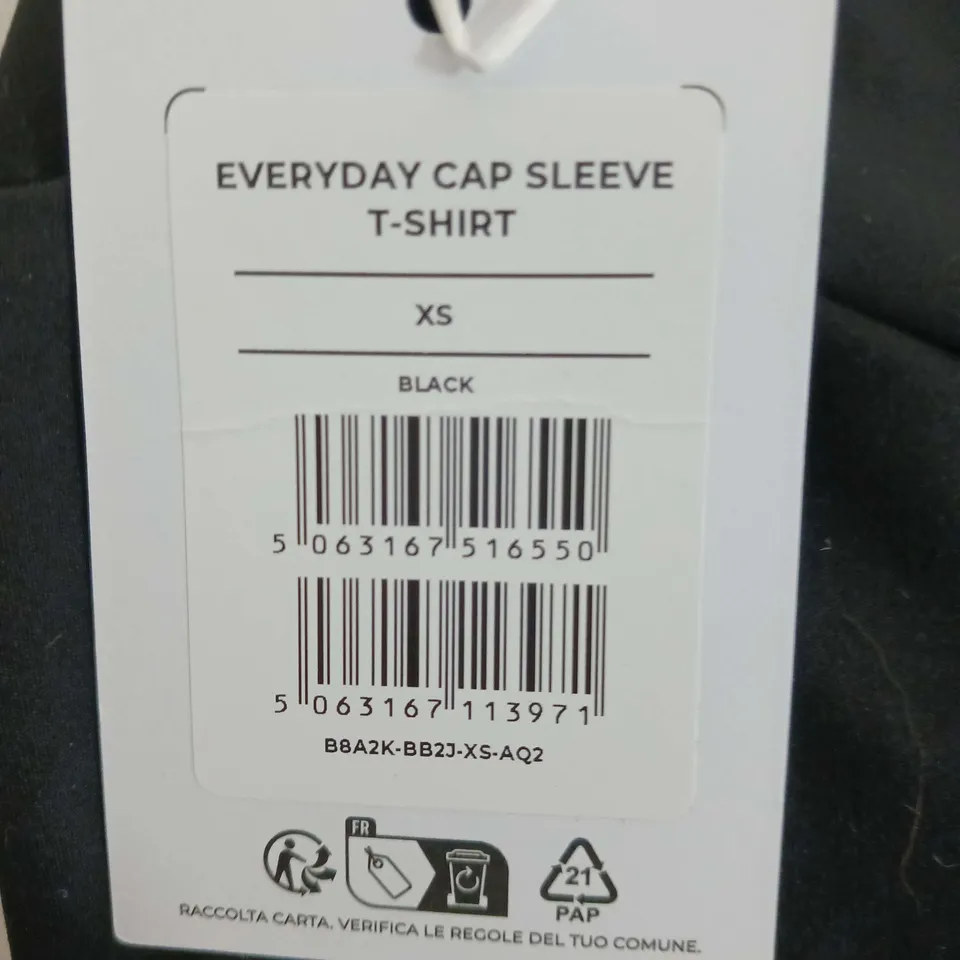 EVERYDAY CAP SLEEVE
T-SHIRT
XS
BLACK
5 063167 516550
5 063167 113971
B8A2K-BB2J-XS-AQ2
FR
21
PAP
RACCOLTA CARTA. VERIFICA LE REGOLE DEL TUO COMUNE.